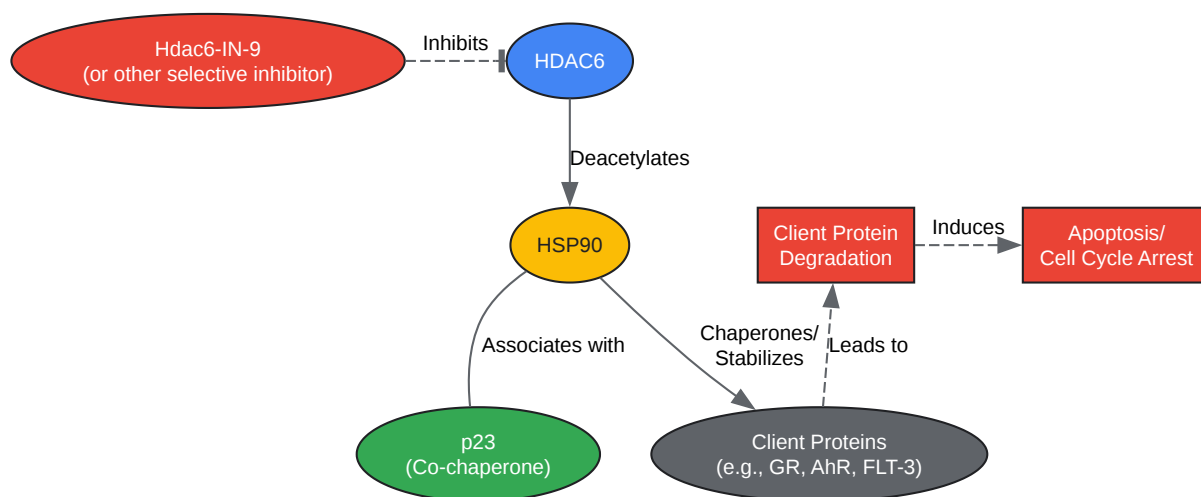 Hdac6-IN-9
(or other selective inhibitor)
Inhibits
HDAC6
Deacetylates
HSP90
Client Protein
Degradation
Induces
Apoptosis/
Cell Cycle Arrest
Associates with
Chaperones/
Stabilizes
Leads to
p23
(Co-chaperone)
Client Proteins
(e.g., GR, AhR, FLT-3)